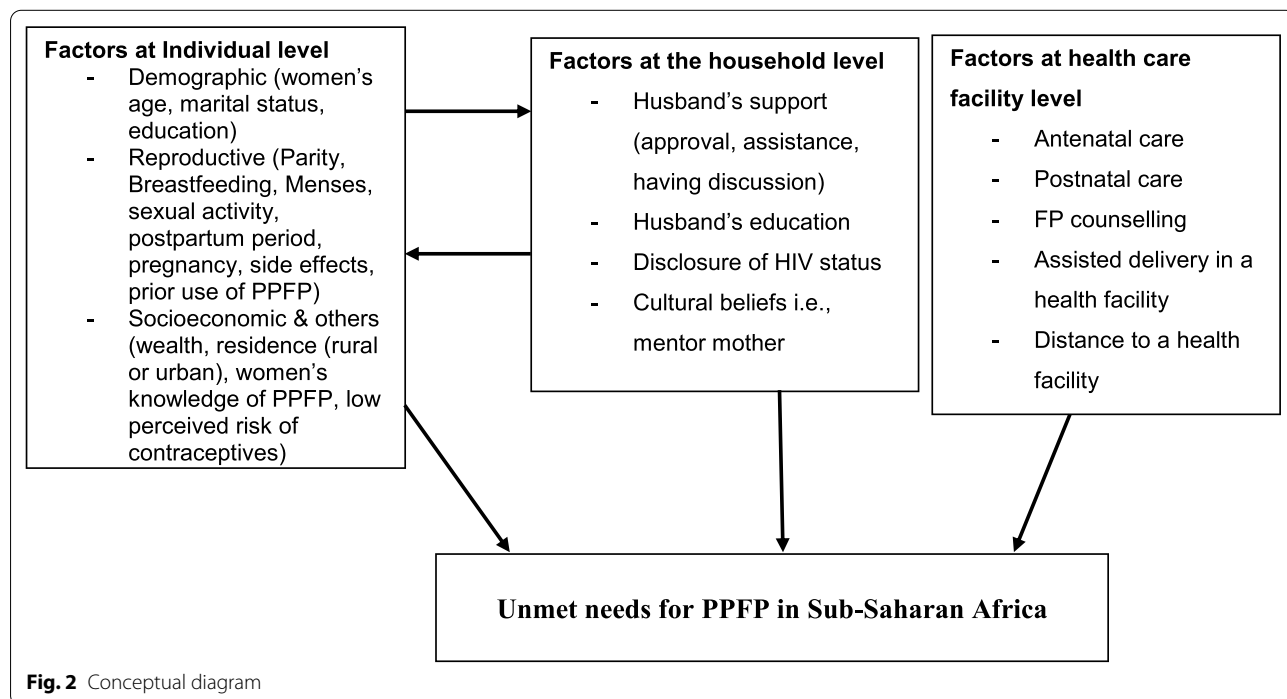 Factors at Individual level
- Demographic (women's
age, marital status,
education)
- Reproductive (Parity,
Breastfeeding, Menses,
sexual activity,
postpartum period,
pregnancy, side effects,
prior use of PPFP)
- Socioeconomic & others
(wealth, residence (rural
or urban), women's
knowledge of PPFP, low
perceived risk of
contraceptives)
Factors at the household level
- Husband's support
(approval, assistance,
having discussion)
- Husband's education
- Disclosure of HIV status
- Cultural beliefs i.e.,
mentor mother
Factors at health care
facility level
- Antenatal care
- Postnatal care
- FP counselling
- Assisted delivery in a
health facility
- Distance to a health
facility
Unmet needs for PPFP in Sub-Saharan Africa
Fig. 2 Conceptual diagram